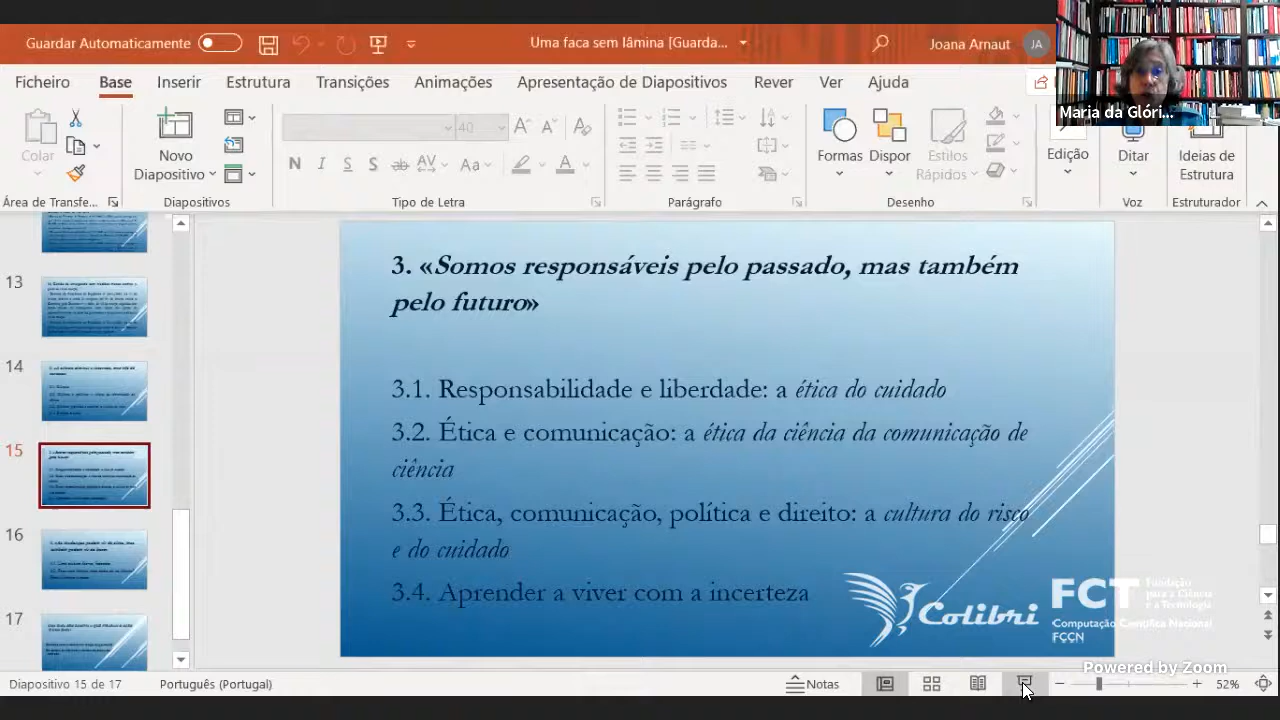 Guardar Automaticamente
Uma faca sem lâmina [Guarda...
Joana Arnaut
JA
Maria da Glóri...
Ficheiro
Base
Inserir
Estrutura
Transições
Animações
Apresentação de Diapositivos
Rever
Ver
Ajuda
Colar
Novo
Diapositivo
40
N
I
S
S
ab
AV
Aa
A
Formas
Dispor
Estilos
Rápidos
Edição
Ditar
Ideias de
Estrutura
Área de Transfe...
Diapositivos
Tipo de Letra
Parágrafo
Desenho
Voz
Estruturador
13
14
15
16
17
3. «Somos responsáveis pelo passado, mas também
pelo futuro»
3.1. Responsabilidade e liberdade: a ética do cuidado
3.2. Ética e comunicação: a ética da ciência da comunicação de
ciência
3.3. Ética, comunicação, política e direito: a cultura do risco
e do cuidado
3.4. Aprender a viver com a incerteza
Colibri
FCT
Fundação
para a Ciência
e a Tecnologia
Computação Científica Nacional
FCCN
Powered by Zoom
Diapositivo 15 de 17
Português (Portugal)
Notas
52%